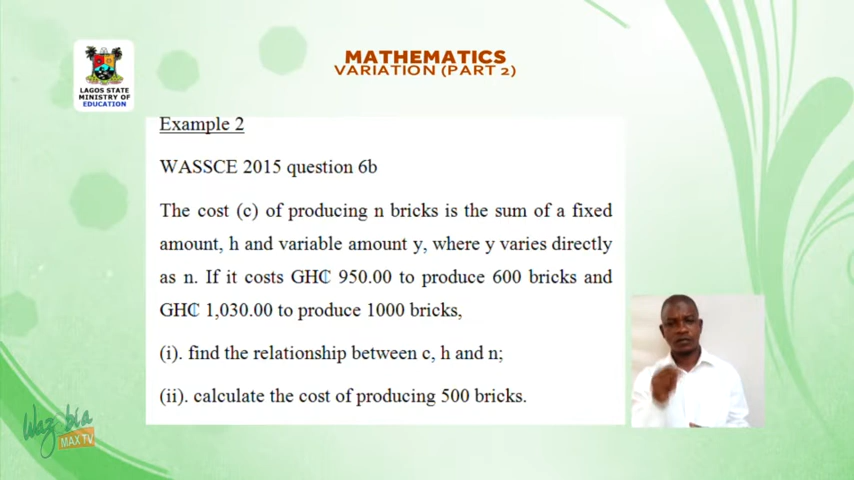 MATHEMATICS
VARIATION (PART 2)
LAGOS STATE
MINISTRY OF
EDUCATION
Example 2
WASSCE 2015 question 6b
The cost (c) of producing n bricks is the sum of a fixed
amount, h and variable amount y, where y varies directly
as n. If it costs GH₵ 950.00 to produce 600 bricks and
GH₵ 1,030.00 to produce 1000 bricks,
(i). find the relationship between c, h and n;
(ii). calculate the cost of producing 500 bricks.
Wazobia
MAX TV